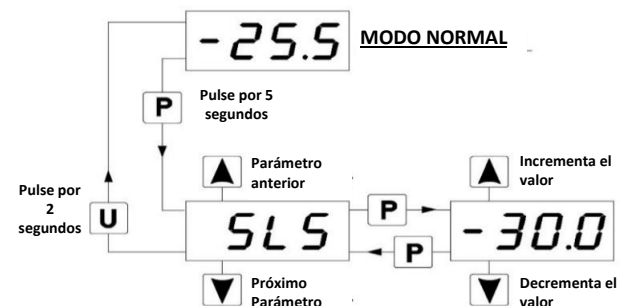 -25.5
MODO NORMAL
P
Pulse por 5
segundos
Parámetro
anterior
Incrementa el
valor
Pulse por
2
segundos
U
SLS
P
P
-30.0
Próximo
Parámetro
Decrementa el
valor